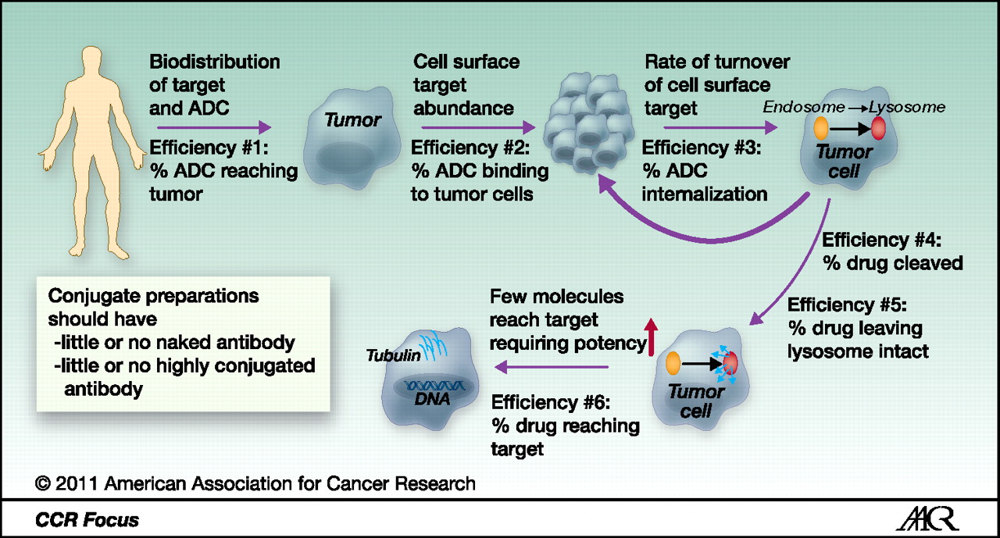 Biodistribution
of target
and ADC
Efficiency #1:
% ADC reaching
tumor
Tumor
Cell surface
target
abundance
Efficiency #2:
% ADC binding
to tumor cells
Rate of turnover
of cell surface
target
Efficiency #3:
% ADC
internalization
Endosome → Lysosome
Tumor
cell
Efficiency #4:
% drug cleaved
Efficiency #5:
% drug leaving
lysosome intact
Tumor
cell
Few molecules
reach target
requiring potency
Efficiency #6:
% drug reaching
target
Tubulin
DNA
Conjugate preparations
should have
-little or no naked antibody
-little or no highly conjugated
antibody
© 2011 American Association for Cancer Research
CCR Focus
AACR